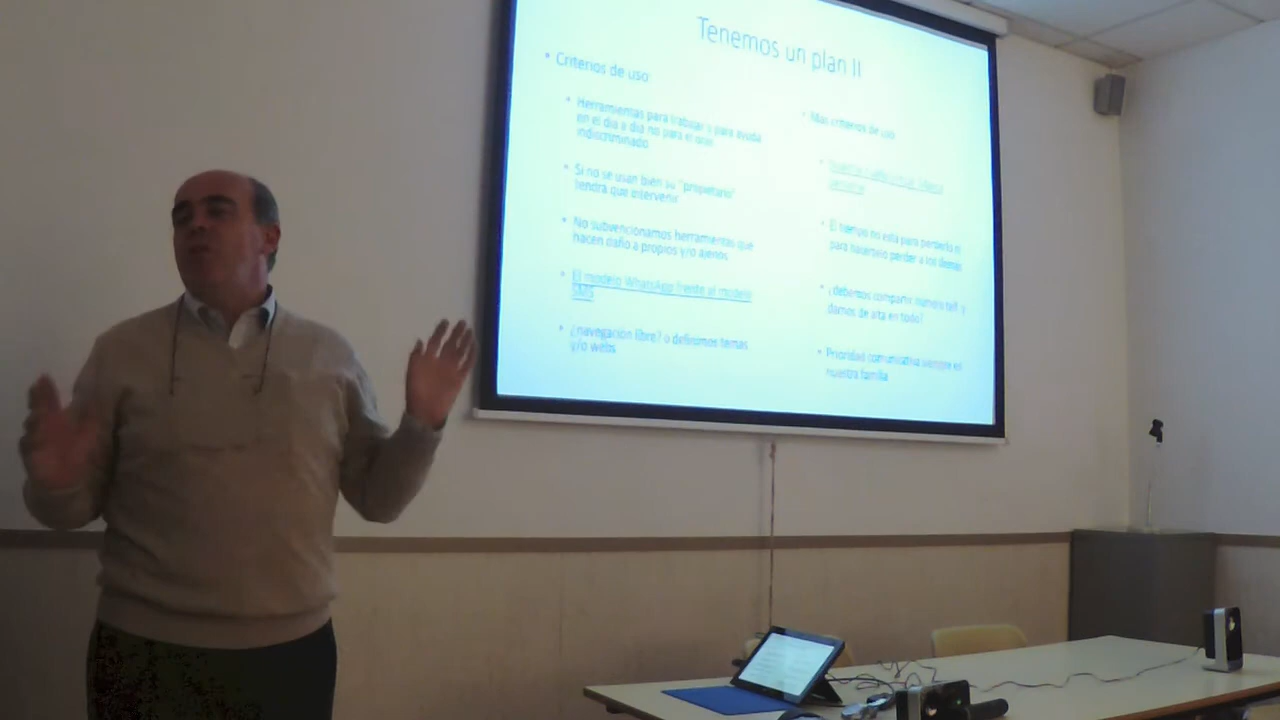 Tenemos un plan II
Criterios de uso
Herramientas para trabajar o para ayuda
en el día a día no para el ocio
indiscriminado
Si no se usan bien su "propietario"
tendrá que intervenir
No subvencionamos herramientas que
hacen daño a propios y/o ajenos
El modelo WhatsApp frente al modelo
SMS
¿navegación libre? o definimos temas
y/o webs
Más criterios de uso
El tiempo no está para perderlo ni
para hacérselo perder a los demás
¿debemos compartir número telf. y
darnos de alta en todo?
Prioridad comunicativa siempre es
nuestra familia